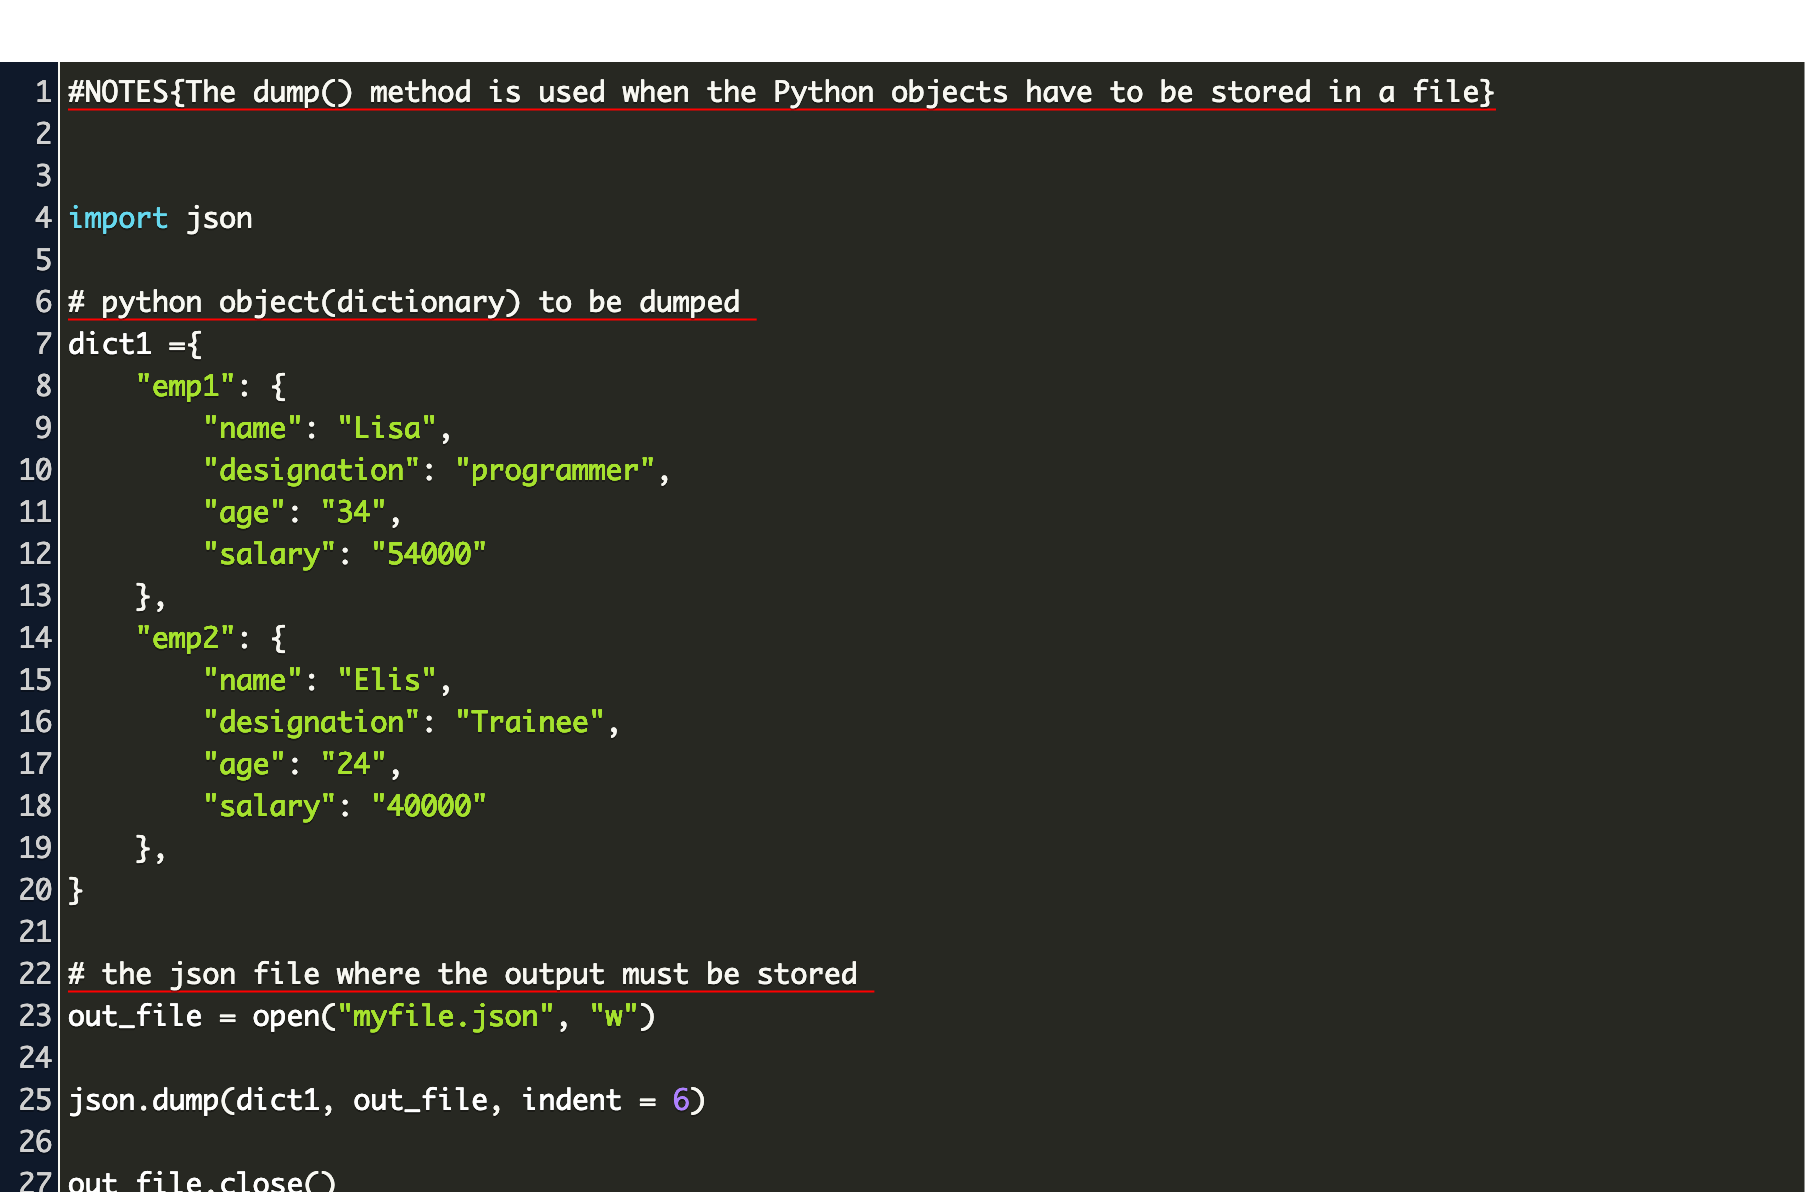 1 #NOTES{The dump() method is used when the Python objects have to be stored in a file}
2
3
4 import json
5
6 # python object(dictionary) to be dumped
7 dict1 ={
8     "emp1": {
9         "name": "Lisa",
10         "designation": "programmer",
11         "age": "34",
12         "salary": "54000"
13     },
14     "emp2": {
15         "name": "Elis",
16         "designation": "Trainee",
17         "age": "24",
18         "salary": "40000"
19     },
20 }
21
22 # the json file where the output must be stored
23 out_file = open("myfile.json", "w")
24
25 json.dump(dict1, out_file, indent = 6)
26
27 out_file.close()